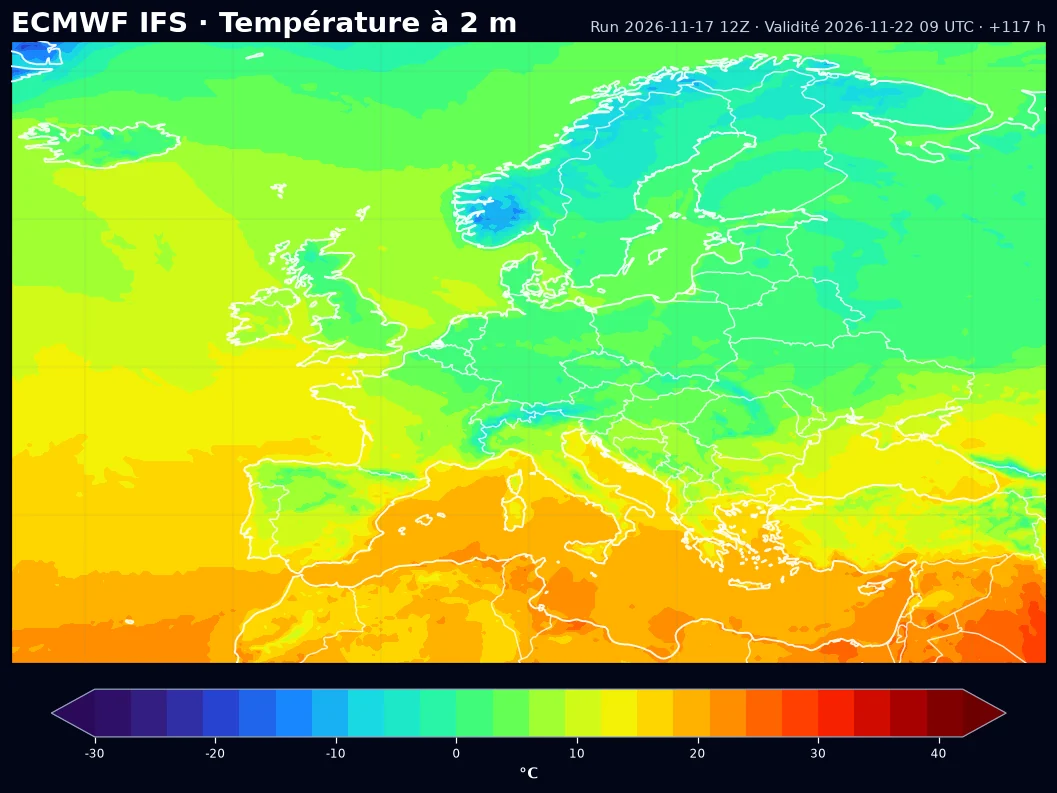 ECMWF IFS · Température à 2 m
Run 2026-11-17 12Z · Validité 2026-11-22 09 UTC · +117 h
-30 -20 -10 0 10 20 30 40
°C